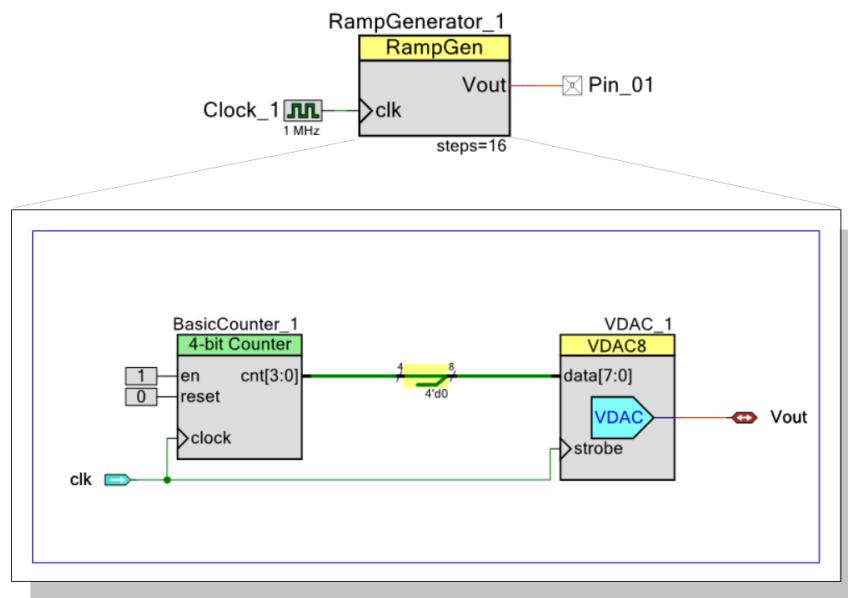 RampGenerator_1
RampGen
Vout
Pin_01
Clock_1
clk
1 MHz
steps=16
BasicCounter_1
4-bit Counter
1
en
cnt[3:0]
0
reset
clock
clk
4
8
4'd0
VDAC_1
VDAC8
data[7:0]
VDAC
Vout
strobe